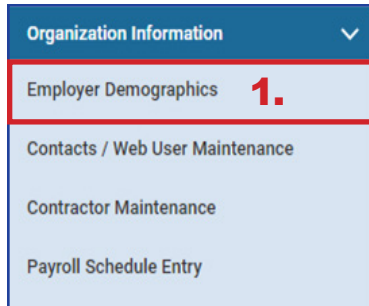 Organization Information
Employer Demographics 1.
Contacts / Web User Maintenance
Contractor Maintenance
Payroll Schedule Entry